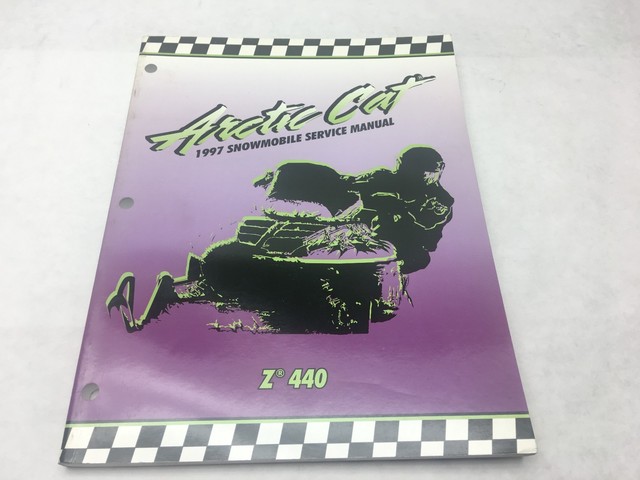 Arctic Cat
1997 SNOWMOBILE SERVICE MANUAL
Z® 440